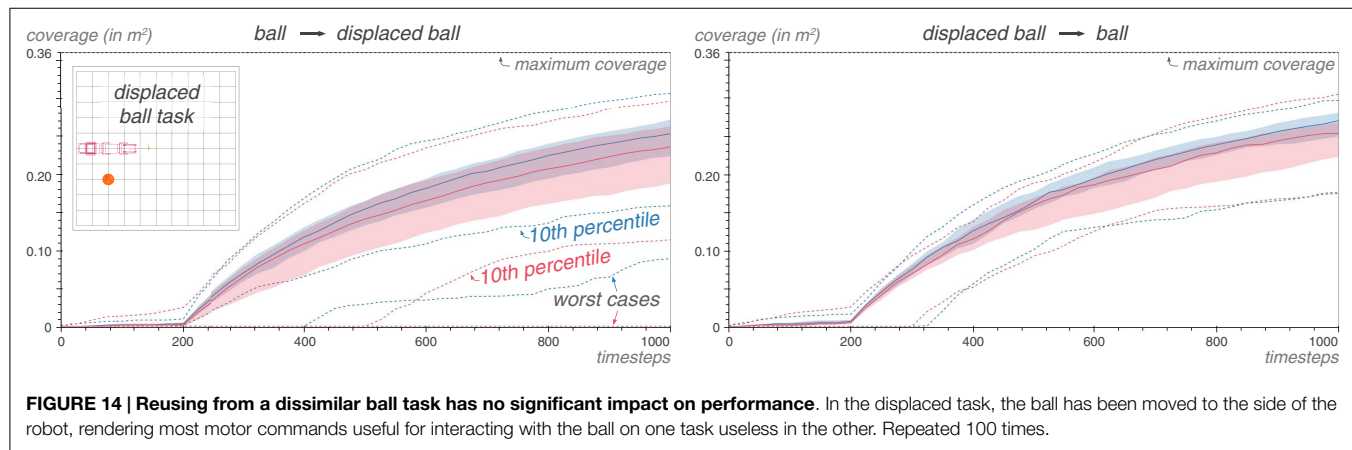 coverage (in m²)
ball → displaced ball
0.36
maximum coverage
displaced
ball task
0.20
10th percentile
0.10
10th percentile
worst cases
0
0
200
400
600
800
1000
timesteps
coverage (in m²)
displaced ball → ball
0.36
maximum coverage
0.20
0.10
0
0
200
400
600
800
1000
timesteps
FIGURE 14 | Reusing from a dissimilar ball task has no significant impact on performance. In the displaced task, the ball has been moved to the side of the
robot, rendering most motor commands useful for interacting with the ball on one task useless in the other. Repeated 100 times.